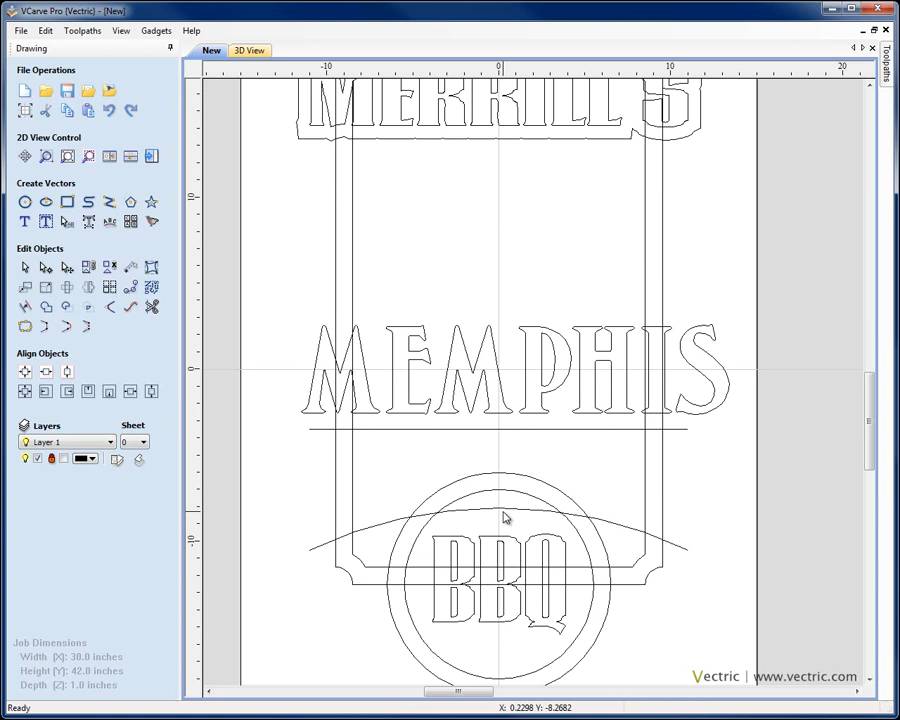 VCarve Pro {Vectric} - [New]
File Edit Toolpaths View Gadgets Help
Drawing
New
3D View
File Operations
2D View Control
Create Vectors
Edit Objects
Align Objects
Layers
Sheet
Layer 1
0
Job Dimensions
Width [X]: 30.0 inches
Height [Y]: 42.0 inches
Depth [Z]: 1.0 inches
Ready
X: 0.2298 Y: -8.2682
-10 0 10 20
10
0
-10
MERRILL'S
MEMPHIS
BBQ
Vectric | www.vectric.com
Toolpaths